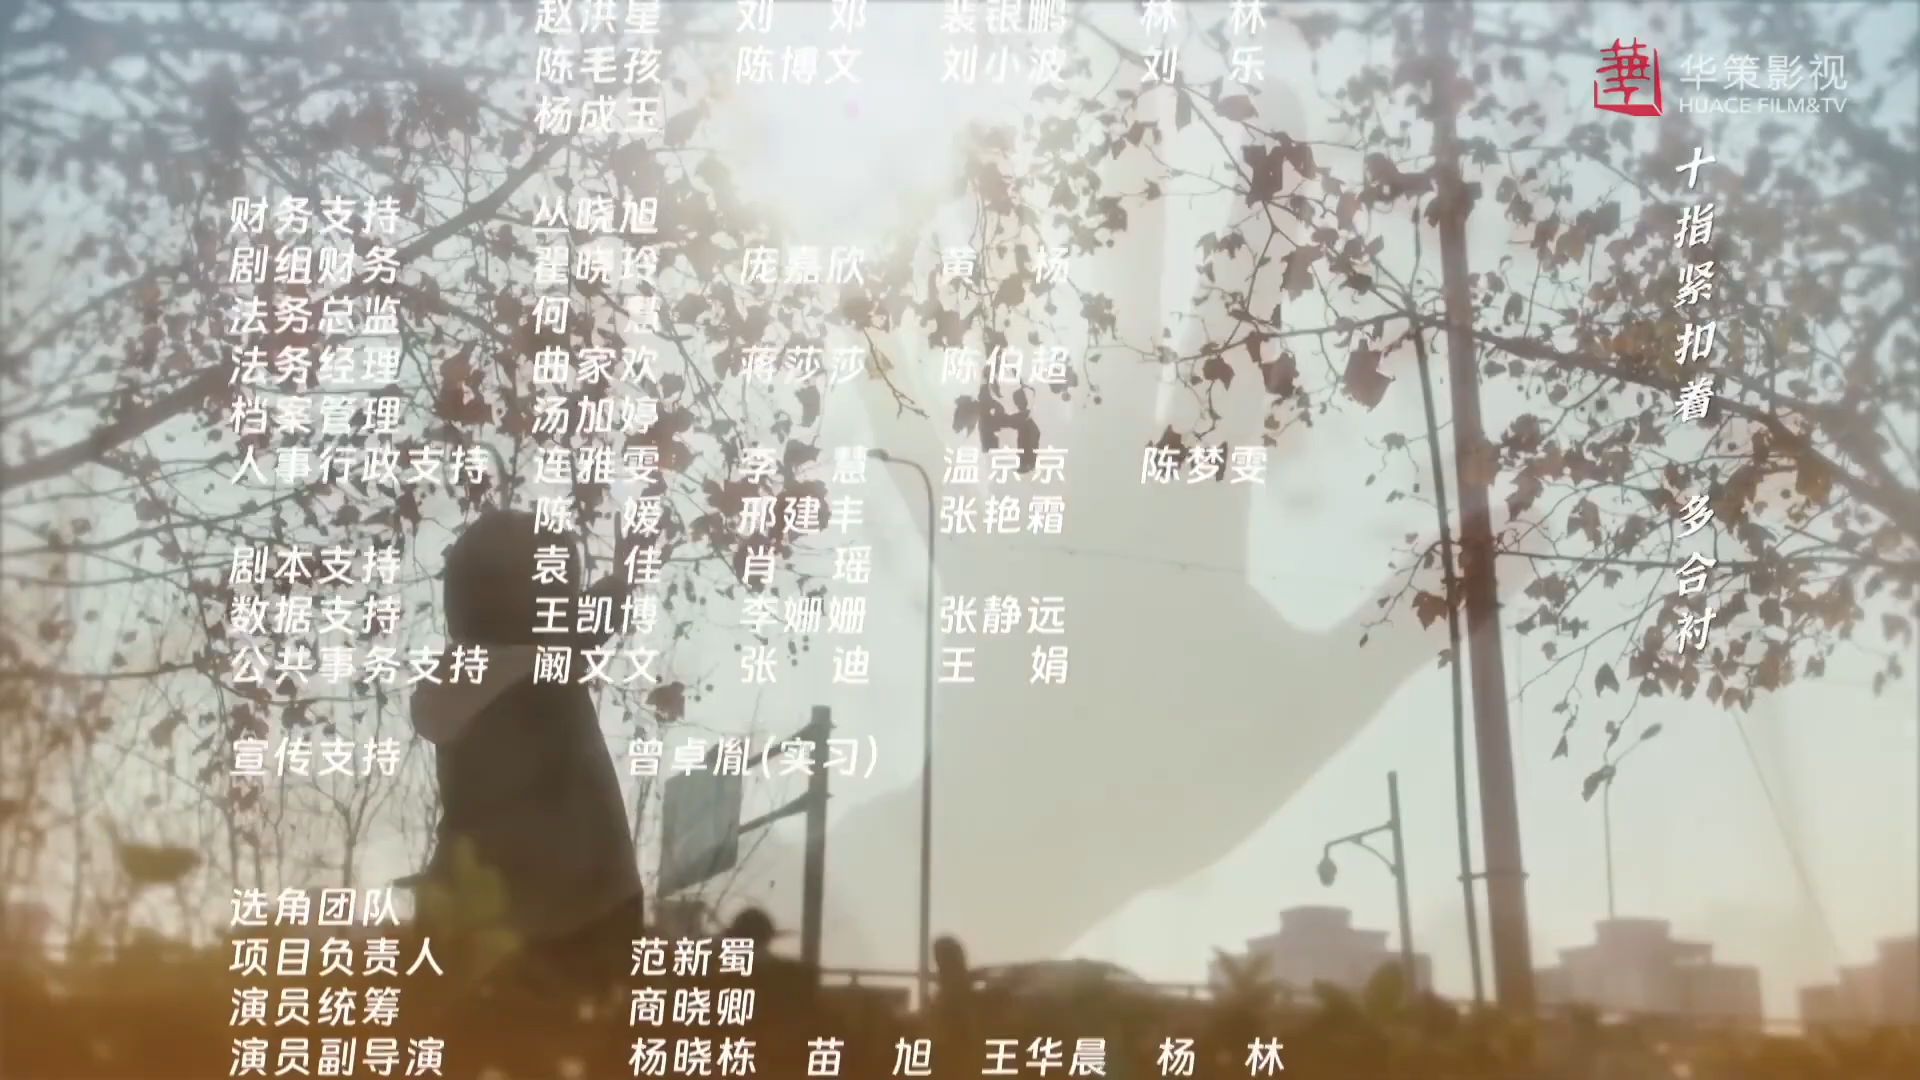 赵洪星 刘 邓 裴银鹏 林 林
陈毛孩 陈博文 刘小波 刘 乐
杨成玉
财务支持 丛晓旭
剧组财务 翟晓玲 庞嘉欣 黄 杨
法务总监 何 慧
法务经理 曲家欢 蒋莎莎 陈伯超
档案管理 汤加婷
人事行政支持 连雅雯 李 慧 温京京 陈梦雯
陈 媛 邢建丰 张艳霜
剧本支持 袁 佳 肖 瑶
数据支持 王凯博 李姗姗 张静远
公共事务支持 阚文文 张 迪 王 娟
宣传支持 曾卓胤(实习)
选角团队
项目负责人 范新蜀
演员统筹 商晓卿
演员副导演 杨晓栋 苗 旭 王华晨 杨 林
華 华策影视
HUACE FILM&TV
十指紧扣着 多合衬